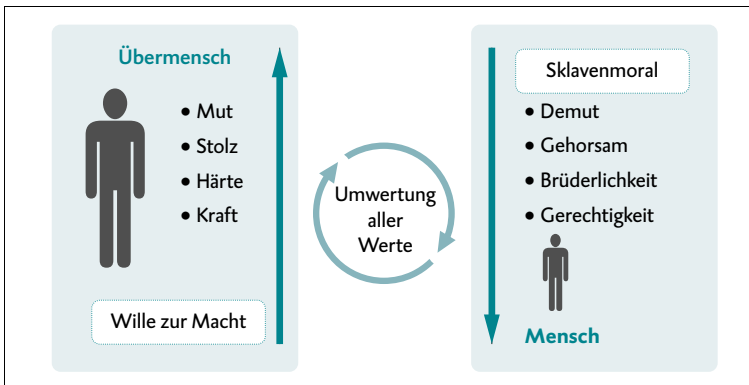 Übermensch
• Mut
• Stolz
• Härte
• Kraft
Wille zur Macht
Umwertung
aller
Werte
Sklavenmoral
• Demut
• Gehorsam
• Brüderlichkeit
• Gerechtigkeit
Mensch